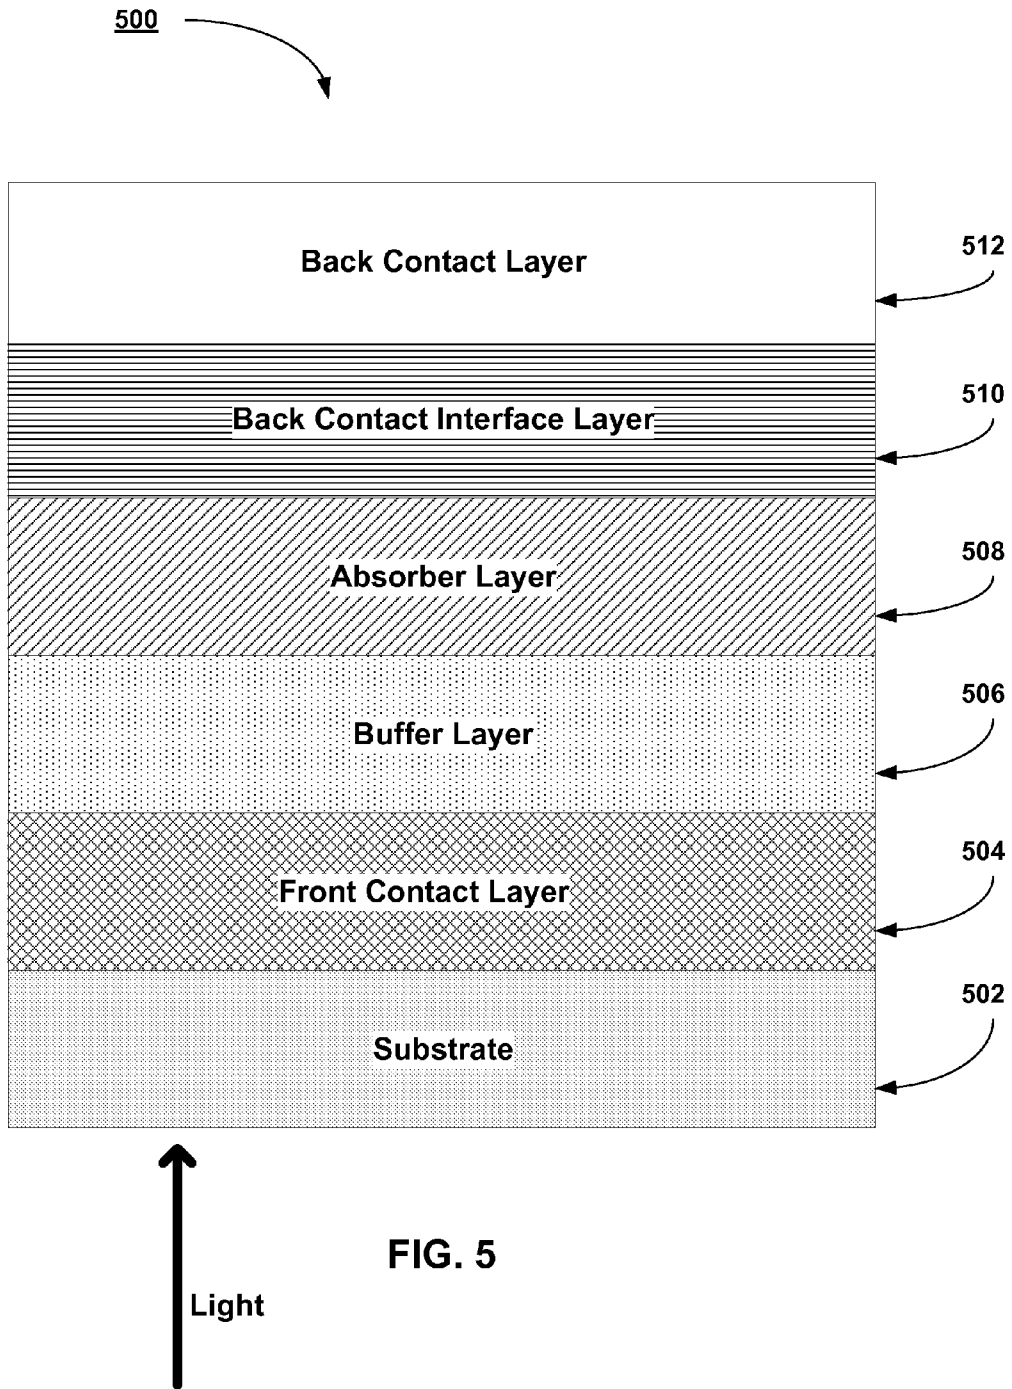 500
Back Contact Layer
512
Back Contact Interface Layer
510
Absorber Layer
508
Buffer Layer
506
Front Contact Layer
504
Substrate
502
FIG. 5
Light